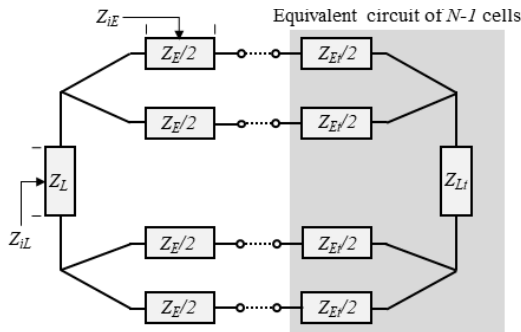 Z_iE
Equivalent circuit of N-1 cells
Z_E/2
Z_Et/2
Z_E/2
Z_Et/2
Z_L
Z_Lt
Z_iL
Z_E/2
Z_Et/2
Z_E/2
Z_Et/2